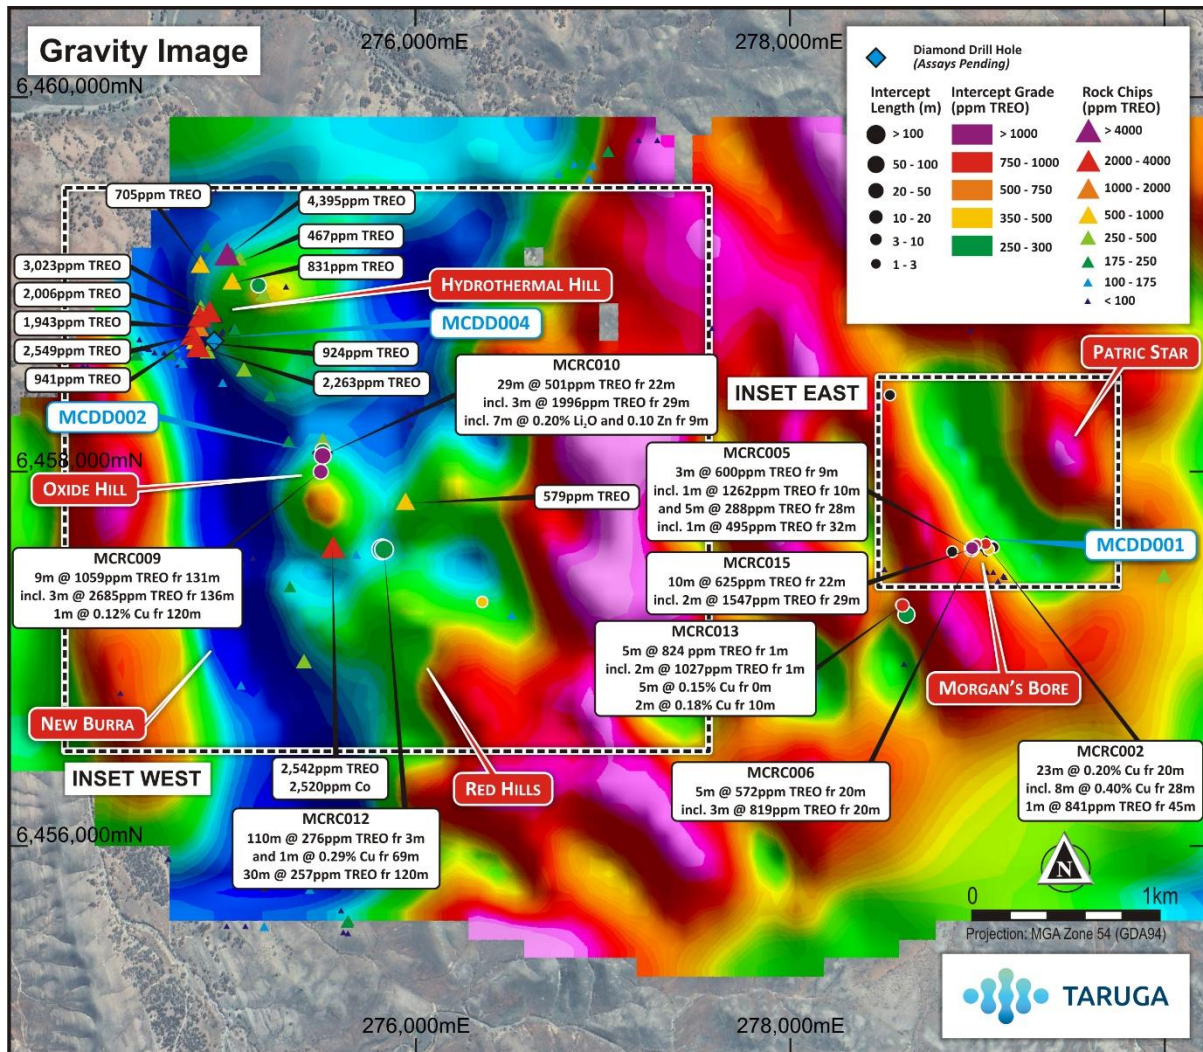 Gravity Image
276,000mE
278,000mE
6,460,000mN
Diamond Drill Hole
(Assays Pending)
Intercept Length (m)
> 100
50 - 100
20 - 50
10 - 20
3 - 10
1 - 3
Intercept Grade (ppm TREO)
> 1000
750 - 1000
500 - 750
350 - 500
250 - 300
Rock Chips (ppm TREO)
> 4000
2000 - 4000
1000 - 2000
500 - 1000
250 - 500
175 - 250
100 - 175
< 100
705ppm TREO
4,395ppm TREO
467ppm TREO
831ppm TREO
3,023ppm TREO
2,006ppm TREO
1,943ppm TREO
2,549ppm TREO
941ppm TREO
HYDROTHERMAL HILL
MCDD004
924ppm TREO
2,263ppm TREO
MCDD002
MCRC010
29m @ 501ppm TREO fr 22m
incl. 3m @ 1996ppm TREO fr 29m
incl. 7m @ 0.20% Li₂O and 0.10 Zn fr 9m
INSET EAST
PATRIC STAR
6,458,000mN
OXIDE HILL
579ppm TREO
MCRC005
3m @ 600ppm TREO fr 9m
incl. 1m @ 1262ppm TREO fr 10m
and 5m @ 288ppm TREO fr 28m
incl. 1m @ 495ppm TREO fr 32m
MCDD001
MCRC009
9m @ 1059ppm TREO fr 131m
incl. 3m @ 2685ppm TREO fr 136m
1m @ 0.12% Cu fr 120m
MCRC015
10m @ 625ppm TREO fr 22m
incl. 2m @ 1547ppm TREO fr 29m
MCRC013
5m @ 824 ppm TREO fr 1m
incl. 2m @ 1027ppm TREO fr 1m
5m @ 0.15% Cu fr 0m
2m @ 0.18% Cu fr 10m
MORGAN'S BORE
NEW BURRA
INSET WEST
2,542ppm TREO
2,520ppm Co
RED HILLS
MCRC006
5m @ 572ppm TREO fr 20m
incl. 3m @ 819ppm TREO fr 20m
MCRC002
23m @ 0.20% Cu fr 20m
incl. 8m @ 0.40% Cu fr 28m
1m @ 841ppm TREO fr 45m
6,456,000mN
MCRC012
110m @ 276ppm TREO fr 3m
and 1m @ 0.29% Cu fr 69m
30m @ 257ppm TREO fr 120m
N
0
1km
Projection: MGA Zone 54 (GDA94)
TARUGA
276,000mE
278,000mE